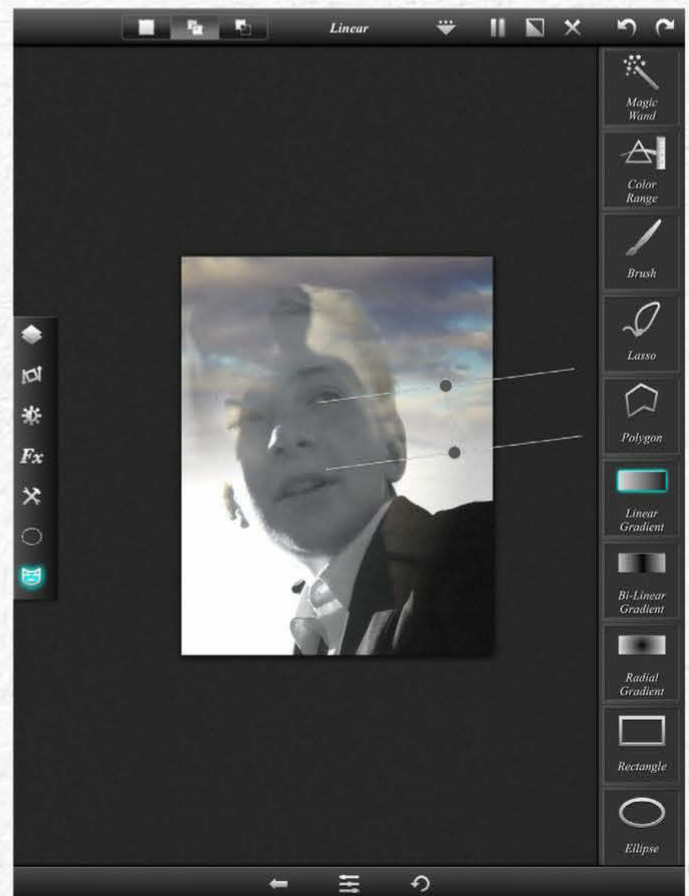 Linear
Magic
Wand
Color
Range
Brush
Lasso
Polygon
Fx
Linear
Gradient
Bi-Linear
Gradient
Radial
Gradient
Rectangle
Ellipse